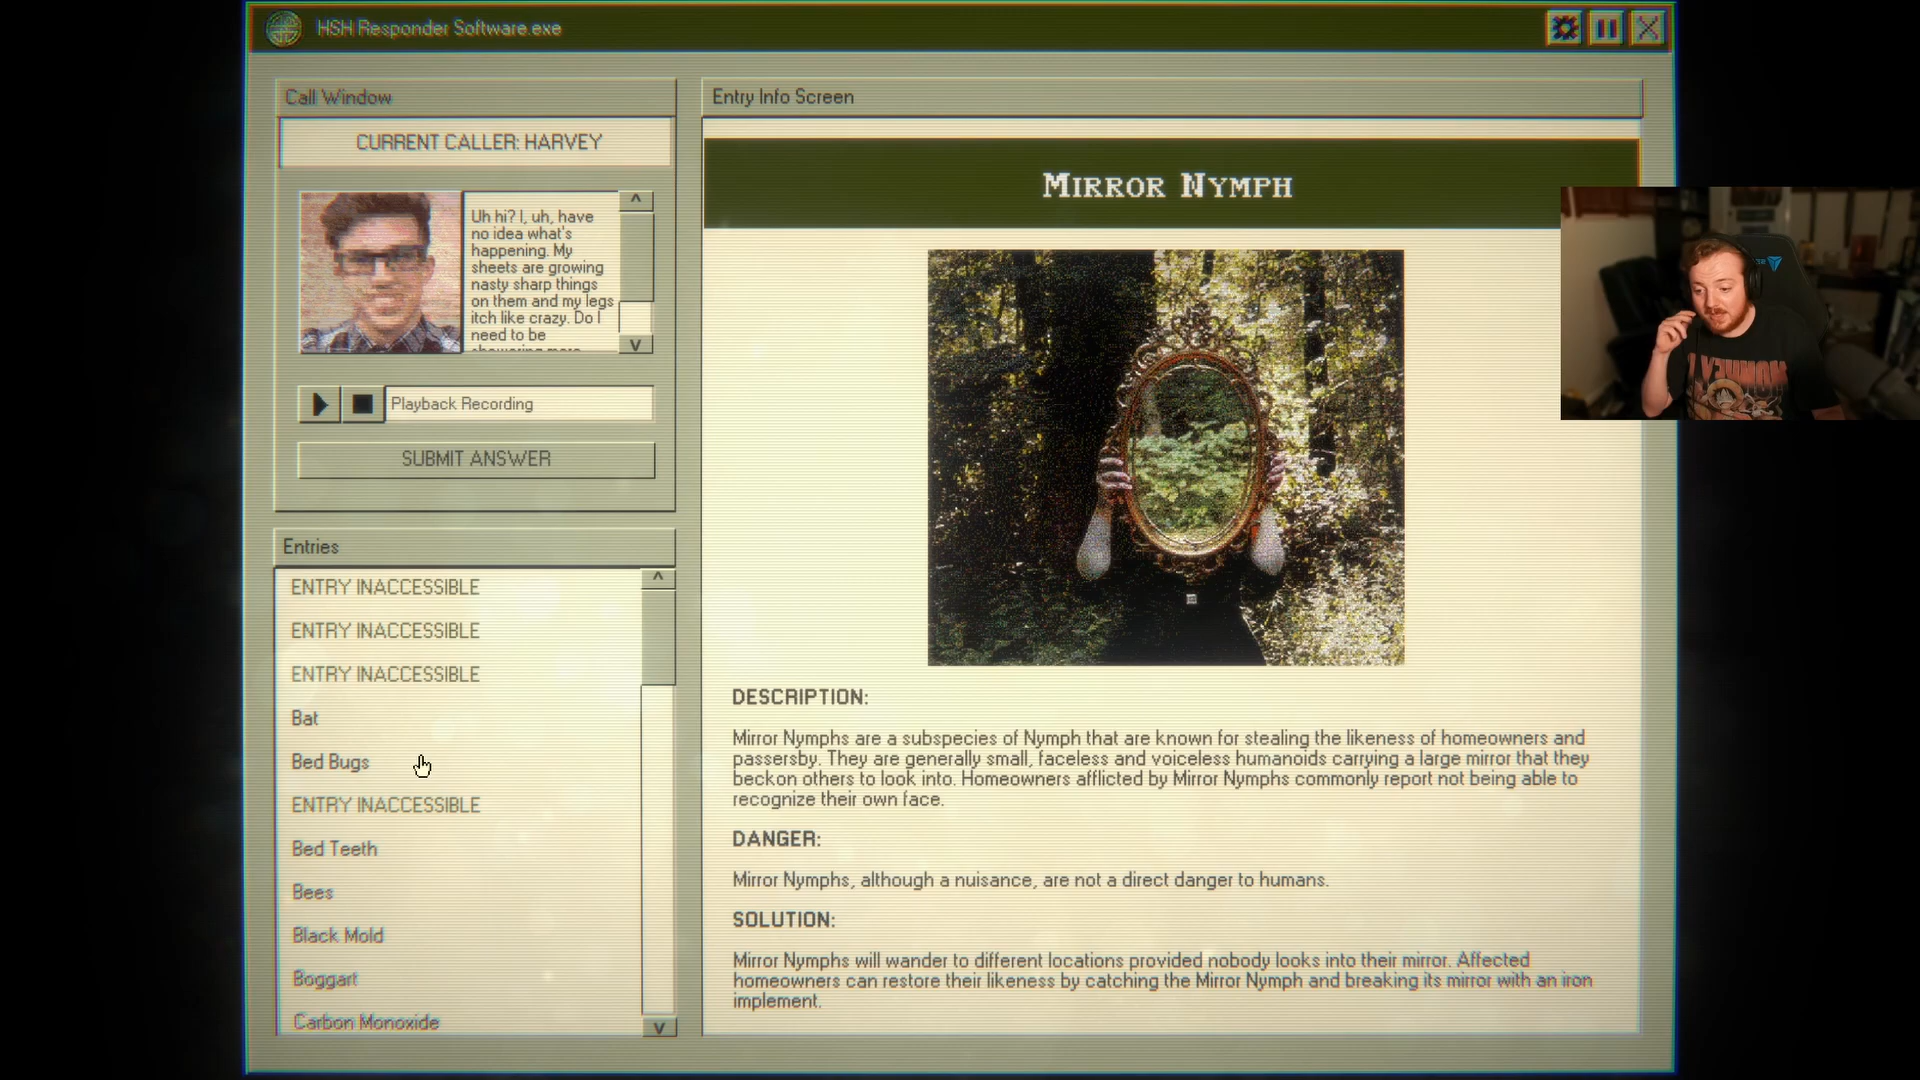 HSH Responder Software.exe
Call Window
CURRENT CALLER: HARVEY
Uh hi? I, uh, have
no idea what's
happening. My
sheets are growing
nasty sharp things
on them and my legs
itch like crazy. Do I
need to be
showering more
Playback Recording
SUBMIT ANSWER
Entries
ENTRY INACCESSIBLE
ENTRY INACCESSIBLE
ENTRY INACCESSIBLE
Bat
Bed Bugs
ENTRY INACCESSIBLE
Bed Teeth
Bees
Black Mold
Boggart
Carbon Monoxide
Entry Info Screen
MIRROR NYMPH
DESCRIPTION:
Mirror Nymphs are a subspecies of Nymph that are known for stealing the likeness of homeowners and
passersby. They are generally small, faceless and voiceless humanoids carrying a large mirror that they
beckon others to look into. Homeowners afflicted by Mirror Nymphs commonly report not being able to
recognize their own face.
DANGER:
Mirror Nymphs, although a nuisance, are not a direct danger to humans.
SOLUTION:
Mirror Nymphs will wander to different locations provided nobody looks into their mirror. Affected
homeowners can restore their likeness by catching the Mirror Nymph and breaking its mirror with an iron
implement.